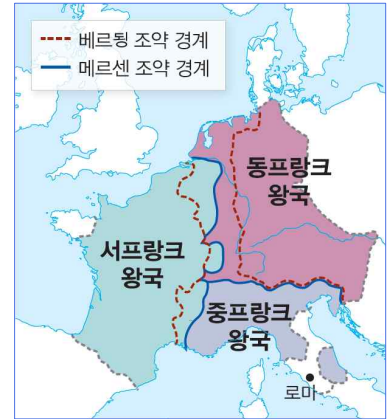 베르됭 조약 경계
메르센 조약 경계
동프랑크
왕국
서프랑크
왕국
중프랑크
왕국
로마